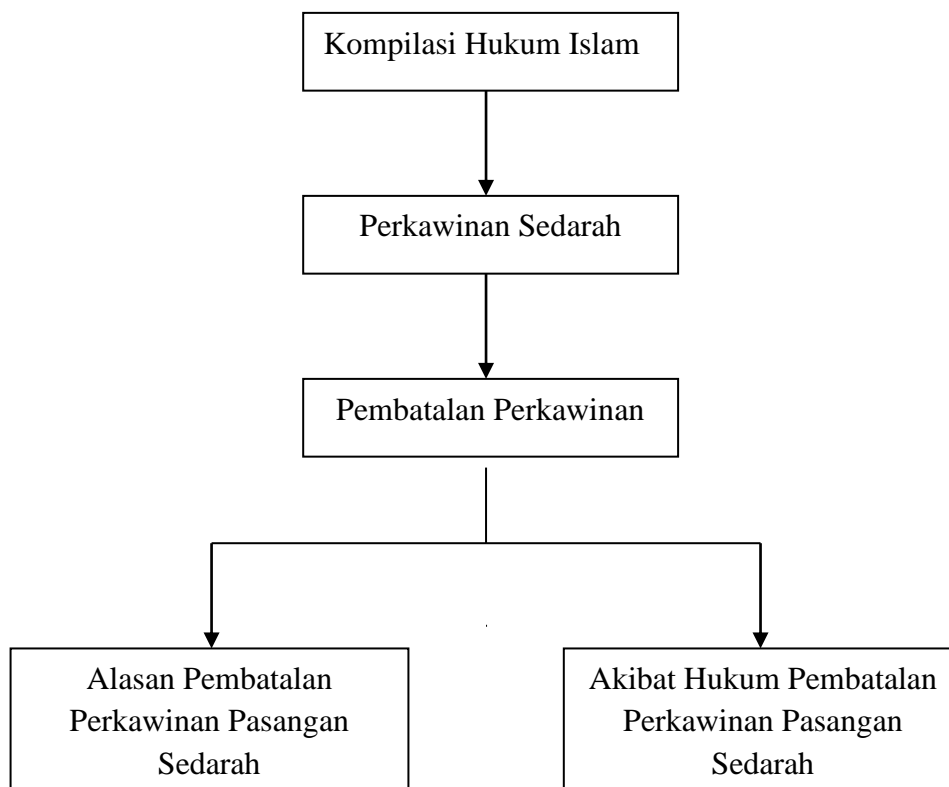 Kompilasi Hukum Islam
Perkawinan Sedarah
Pembatalan Perkawinan
Alasan Pembatalan
Perkawinan Pasangan
Sedarah
Akibat Hukum Pembatalan
Perkawinan Pasangan
Sedarah